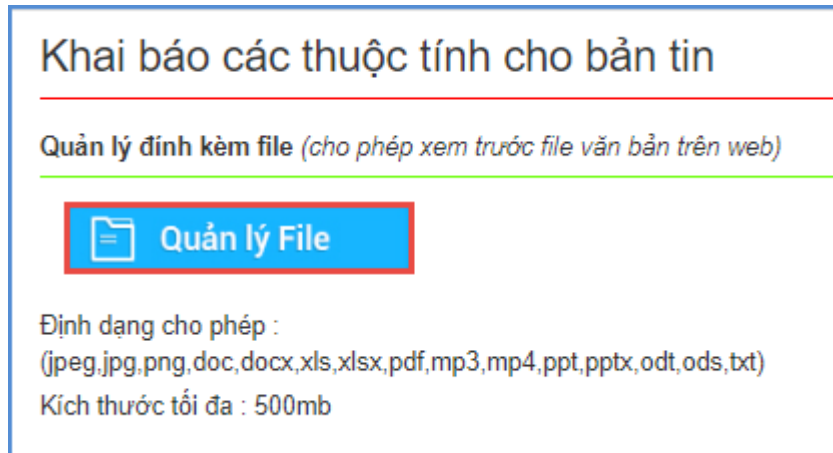 Khai báo các thuộc tính cho bản tin
Quản lý đính kèm file (cho phép xem trước file văn bản trên web)
Quản lý File
Định dạng cho phép :
(jpeg,jpg,png,doc,docx,xls,xlsx,pdf,mp3,mp4,ppt,pptx,odt,ods,txt)
Kích thước tối đa : 500mb